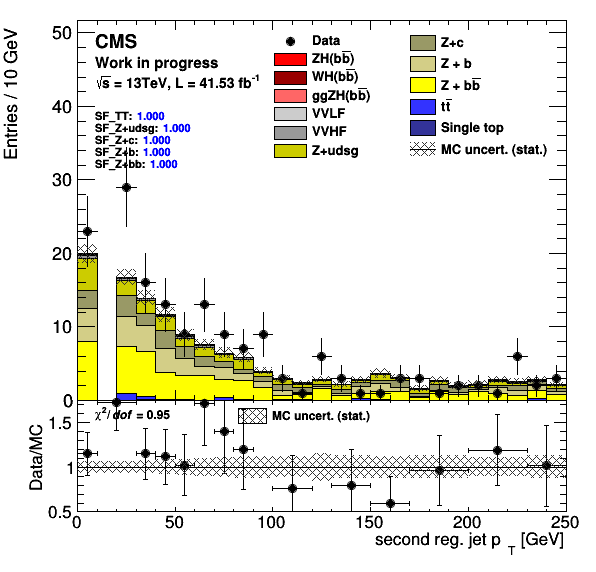 CMS
Work in progress
√s = 13TeV, L = 41.53 fb⁻¹
SF_TT: 1.000
SF_Z+udsg: 1.000
SF_Z+c: 1.000
SF_Z+b: 1.000
SF_Z+bb: 1.000
Data
ZH(bb̅)
WH(bb̅)
ggZH(bb̅)
VVLF
VVHF
Z+udsg
Z+c
Z + b
Z + bb̅
tt̅
Single top
MC uncert. (stat.)
Entries / 10 GeV
50
40
30
20
10
0
χ²/dof = 0.95
MC uncert. (stat.)
Data/MC
1.5
1
0.5
0 50 100 150 200 250
second reg. jet p_T [GeV]